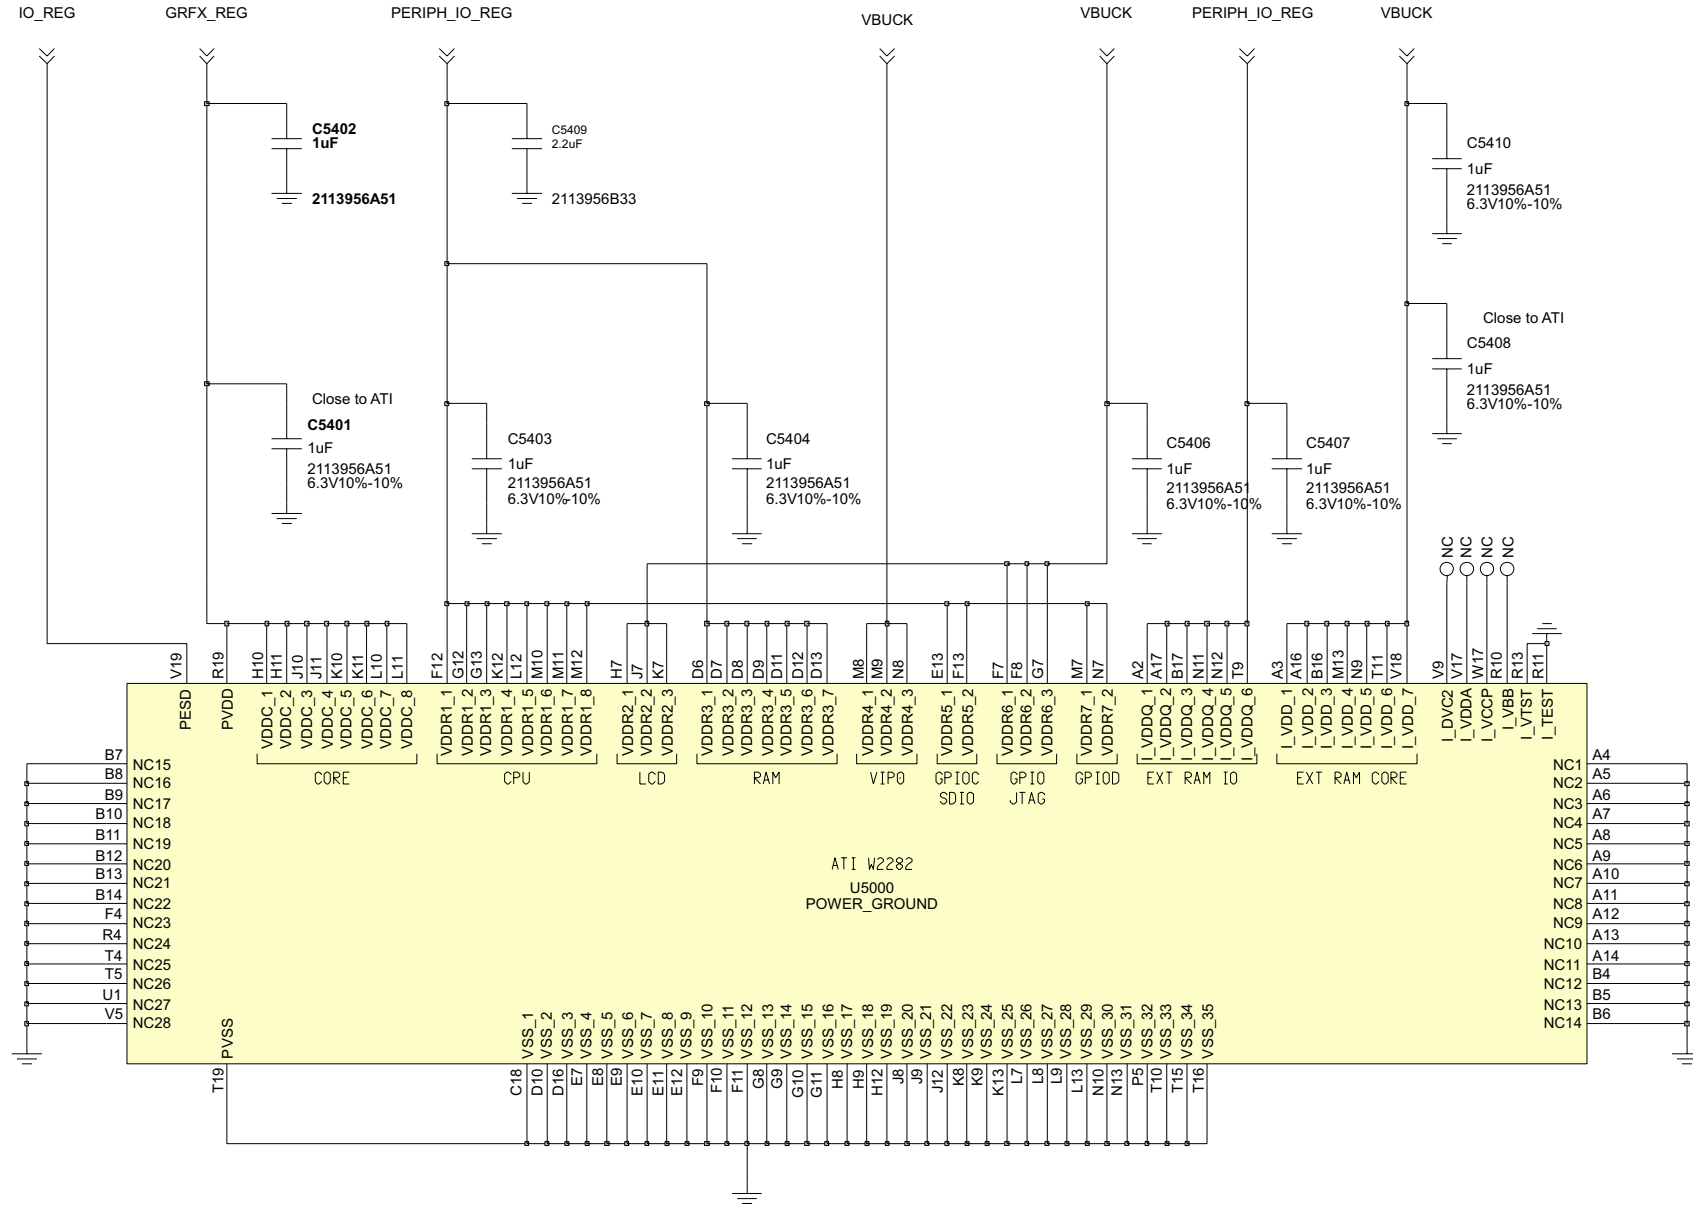 IO_REG
GRFX_REG
PERIPH_IO_REG
VBUCK
VBUCK
PERIPH_IO_REG
VBUCK
C5402
1uF
2113956A51
C5409
2.2uF
2113956B33
C5410
1uF
2113956A51
6.3V10%-10%
Close to ATI
C5408
1uF
2113956A51
6.3V10%-10%
Close to ATI
C5401
1uF
2113956A51
6.3V10%-10%
C5403
1uF
2113956A51
6.3V10%-10%
C5404
1uF
2113956A51
6.3V10%-10%
C5406
1uF
2113956A51
6.3V10%-10%
C5407
1uF
2113956A51
6.3V10%-10%
NC
NC
NC
NC
V19
R19
H10
H11
J10
J11
K10
K11
L10
L11
F12
G12
G13
K12
L12
M10
M11
M12
H7
J7
K7
D6
D7
D8
D9
D11
D12
D13
M8
M9
N8
E13
F13
F7
F8
G7
M7
N7
A2
A17
B17
N11
N12
T9
A3
A16
B16
M13
N9
T11
V18
V9
V17
W17
R10
R13
R11
PESD
PVDD
VDDC_1
VDDC_2
VDDC_3
VDDC_4
VDDC_5
VDDC_6
VDDC_7
VDDC_8
VDDR1_1
VDDR1_2
VDDR1_3
VDDR1_4
VDDR1_5
VDDR1_6
VDDR1_7
VDDR1_8
VDDR2_1
VDDR2_2
VDDR2_3
VDDR3_1
VDDR3_2
VDDR3_3
VDDR3_4
VDDR3_5
VDDR3_6
VDDR3_7
VDDR4_1
VDDR4_2
VDDR4_3
VDDR5_1
VDDR5_2
VDDR6_1
VDDR6_2
VDDR6_3
VDDR7_1
VDDR7_2
I_VDDQ_1
I_VDDQ_2
I_VDDQ_3
I_VDDQ_4
I_VDDQ_5
I_VDDQ_6
I_VDD_1
I_VDD_2
I_VDD_3
I_VDD_4
I_VDD_5
I_VDD_6
I_VDD_7
I_DVC2
I_VDDA
I_VCCP
I_VBB
I_VTST
I_TEST
CORE
CPU
LCD
RAM
VIP0
GPIOC
SDIO
GPIO
JTAG
GPIOD
EXT RAM IO
EXT RAM CORE
B7 NC15
B8 NC16
B9 NC17
B10 NC18
B11 NC19
B12 NC20
B13 NC21
B14 NC22
F4 NC23
R4 NC24
T4 NC25
T5 NC26
U1 NC27
V5 NC28
ATI W2282
U5000
POWER_GROUND
NC1 A4
NC2 A5
NC3 A6
NC4 A7
NC5 A8
NC6 A9
NC7 A10
NC8 A11
NC9 A12
NC10 A13
NC11 A14
NC12 B4
NC13 B5
NC14 B6
PVSS
VSS_1
VSS_2
VSS_3
VSS_4
VSS_5
VSS_6
VSS_7
VSS_8
VSS_9
VSS_10
VSS_11
VSS_12
VSS_13
VSS_14
VSS_15
VSS_16
VSS_17
VSS_18
VSS_19
VSS_20
VSS_21
VSS_22
VSS_23
VSS_24
VSS_25
VSS_26
VSS_27
VSS_28
VSS_29
VSS_30
VSS_31
VSS_32
VSS_33
VSS_34
VSS_35
T19
C18
D10
D16
E7
E8
E9
E10
E11
E12
F9
F10
F11
G8
G9
G10
G11
H8
H9
H12
J8
J9
J12
K8
K9
K13
L7
L8
L9
L13
N10
N13
P5
T10
T15
T16